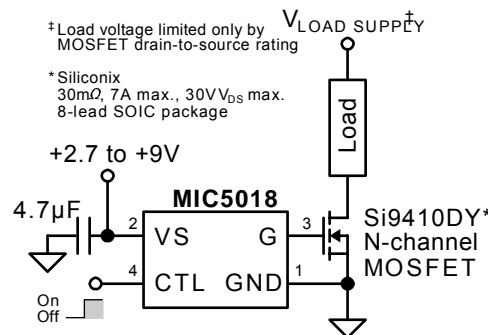 ‡ Load voltage limited only by
MOSFET drain-to-source rating
* Siliconix
30mΩ, 7A max., 30V VDS max.
8-lead SOIC package
VLOAD SUPPLY‡
Load
+2.7 to +9V
4.7µF
MIC5018
2
VS
G
3
4
CTL
GND
1
Si9410DY*
N-channel
MOSFET
On
Off